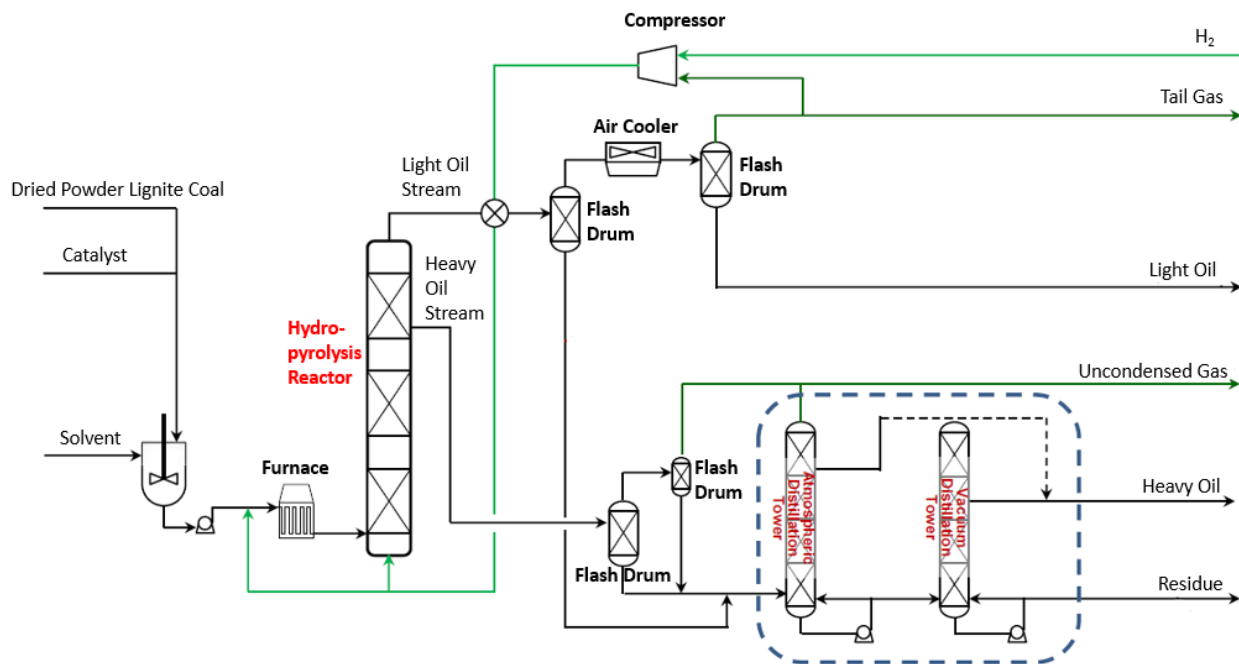 Compressor
H2
Tail Gas
Air Cooler
Light Oil
Stream
Flash
Drum
Dried Powder Lignite Coal
Flash
Drum
Catalyst
Heavy
Oil
Stream
Light Oil
Hydro-
pyrolysis
Reactor
Uncondensed Gas
Solvent
Furnace
Flash
Drum
Atmospheric
Distillation
Tower
Vacuum
Distillation
Tower
Heavy Oil
Flash Drum
Residue